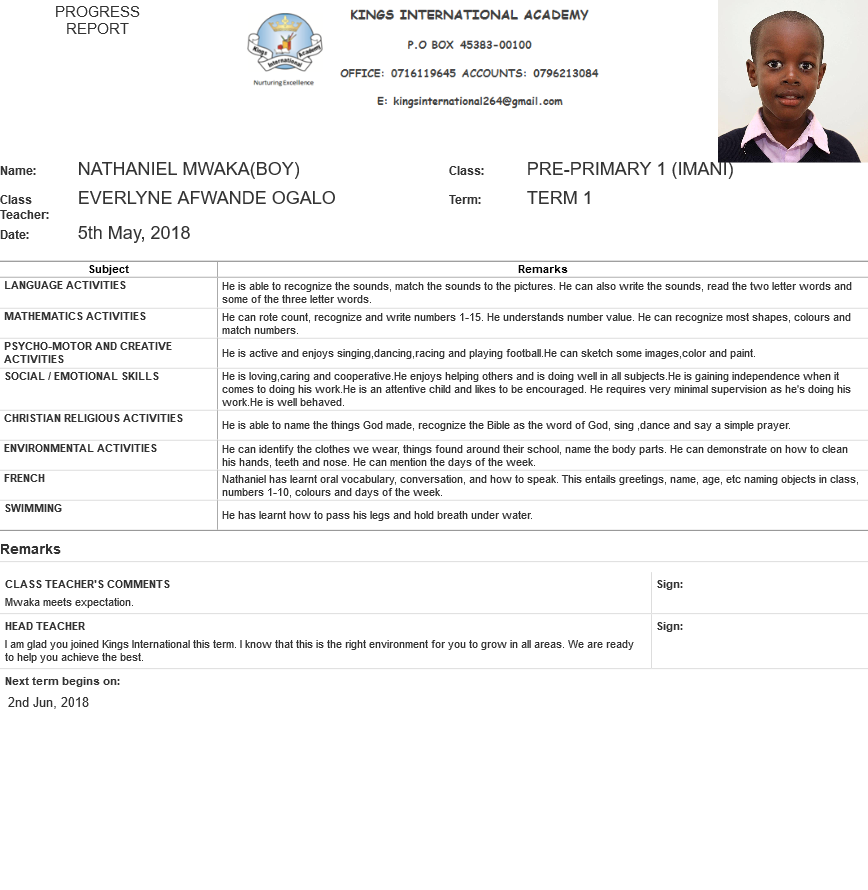 PROGRESS
REPORT
KINGS INTERNATIONAL ACADEMY
P.O BOX 45383-00100
OFFICE: 0716119645 ACCOUNTS: 0796213084
E: kingsinternational264@gmail.com
Kings International Academy
Nurturing Excellence
Name: NATHANIEL MWAKA(BOY) Class: PRE-PRIMARY 1 (IMANI)
Class Teacher: EVERLYNE AFWANDE OGALO Term: TERM 1
Date: 5th May, 2018
Subject Remarks
LANGUAGE ACTIVITIES He is able to recognize the sounds, match the sounds to the pictures. He can also write the sounds, read the two letter words and
some of the three letter words.
MATHEMATICS ACTIVITIES He can rote count, recognize and write numbers 1-15. He understands number value. He can recognize most shapes, colours and
match numbers.
PSYCHO-MOTOR AND CREATIVE
ACTIVITIES
He is active and enjoys singing,dancing,racing and playing football.He can sketch some images,color and paint.
SOCIAL / EMOTIONAL SKILLS He is loving,caring and cooperative.He enjoys helping others and is doing well in all subjects.He is gaining independence when it
comes to doing his work.He is an attentive child and likes to be encouraged. He requires very minimal supervision as he's doing his
work.He is well behaved.
CHRISTIAN RELIGIOUS ACTIVITIES He is able to name the things God made, recognize the Bible as the word of God, sing ,dance and say a simple prayer.
ENVIRONMENTAL ACTIVITIES He can identify the clothes we wear, things found around their school, name the body parts. He can demonstrate on how to clean
his hands, teeth and nose. He can mention the days of the week.
FRENCH Nathaniel has learnt oral vocabulary, conversation, and how to speak. This entails greetings, name, age, etc naming objects in class,
numbers 1-10, colours and days of the week.
SWIMMING He has learnt how to pass his legs and hold breath under water.
Remarks
CLASS TEACHER'S COMMENTS Sign:
Mwaka meets expectation.
HEAD TEACHER Sign:
I am glad you joined Kings International this term. I know that this is the right environment for you to grow in all areas. We are ready
to help you achieve the best.
Next term begins on:
2nd Jun, 2018